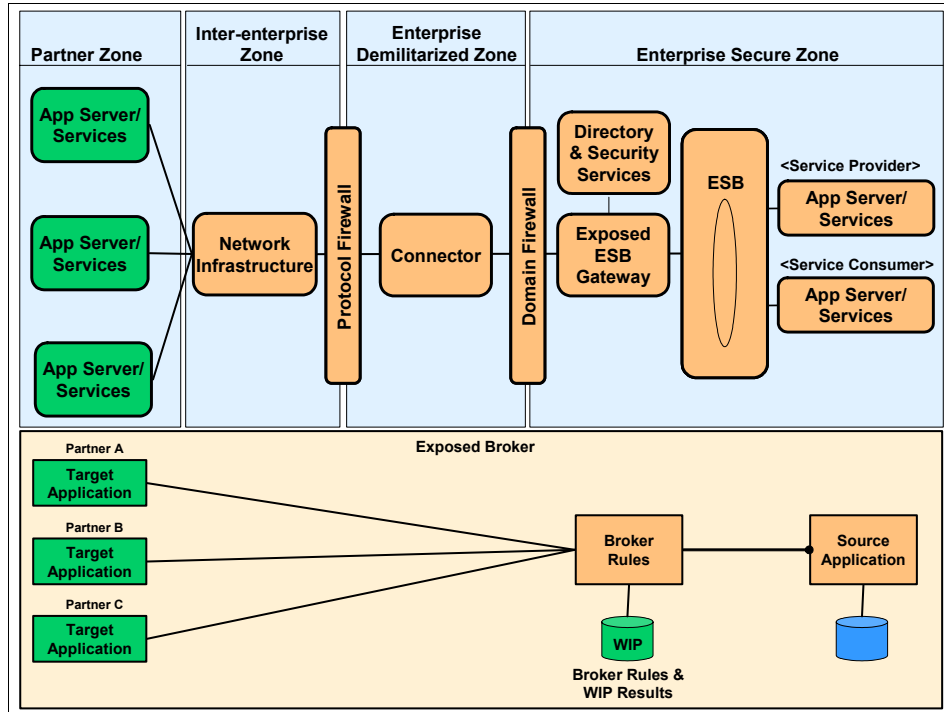 Partner Zone
Inter-enterprise
Zone
Enterprise
Demilitarized Zone
Enterprise Secure Zone
App Server/
Services
App Server/
Services
App Server/
Services
Network
Infrastructure
Protocol Firewall
Connector
Domain Firewall
Directory
& Security
Services
Exposed
ESB
Gateway
ESB
<Service Provider>
App Server/
Services
<Service Consumer>
App Server/
Services
Exposed Broker
Partner A
Target
Application
Partner B
Target
Application
Partner C
Target
Application
Broker
Rules
WIP
Broker Rules &
WIP Results
Source
Application